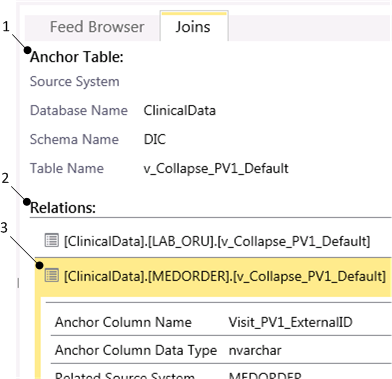 1
Feed Browser Joins
Anchor Table:
Source System
Database Name ClinicalData
Schema Name DIC
Table Name v_Collapse_PV1_Default
2
Relations:
3
[ClinicalData].[LAB_ORU].[v_Collapse_PV1_Default]
[ClinicalData].[MEDORDER].[v_Collapse_PV1_Default]
Anchor Column Name Visit_PV1_ExternalID
Anchor Column Data Type nvarchar
Related Source System MEDORDER